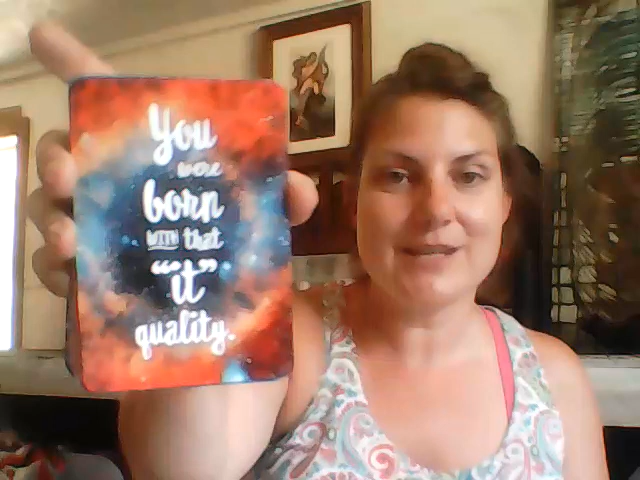 You
were
born
WITH that
“it”
quality.